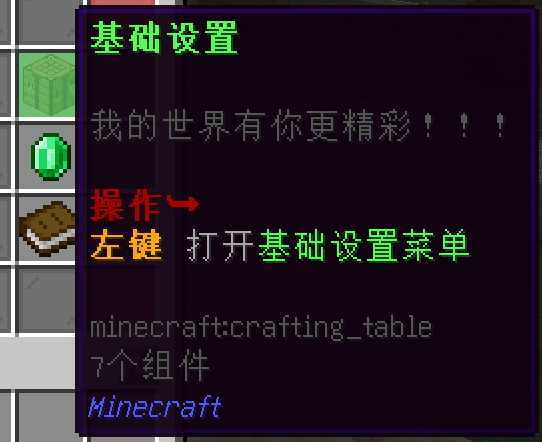 基础设置
我的世界有你更精彩！！！
操作↪
左键 打开基础设置菜单
minecraft:crafting_table
7个组件
Minecraft